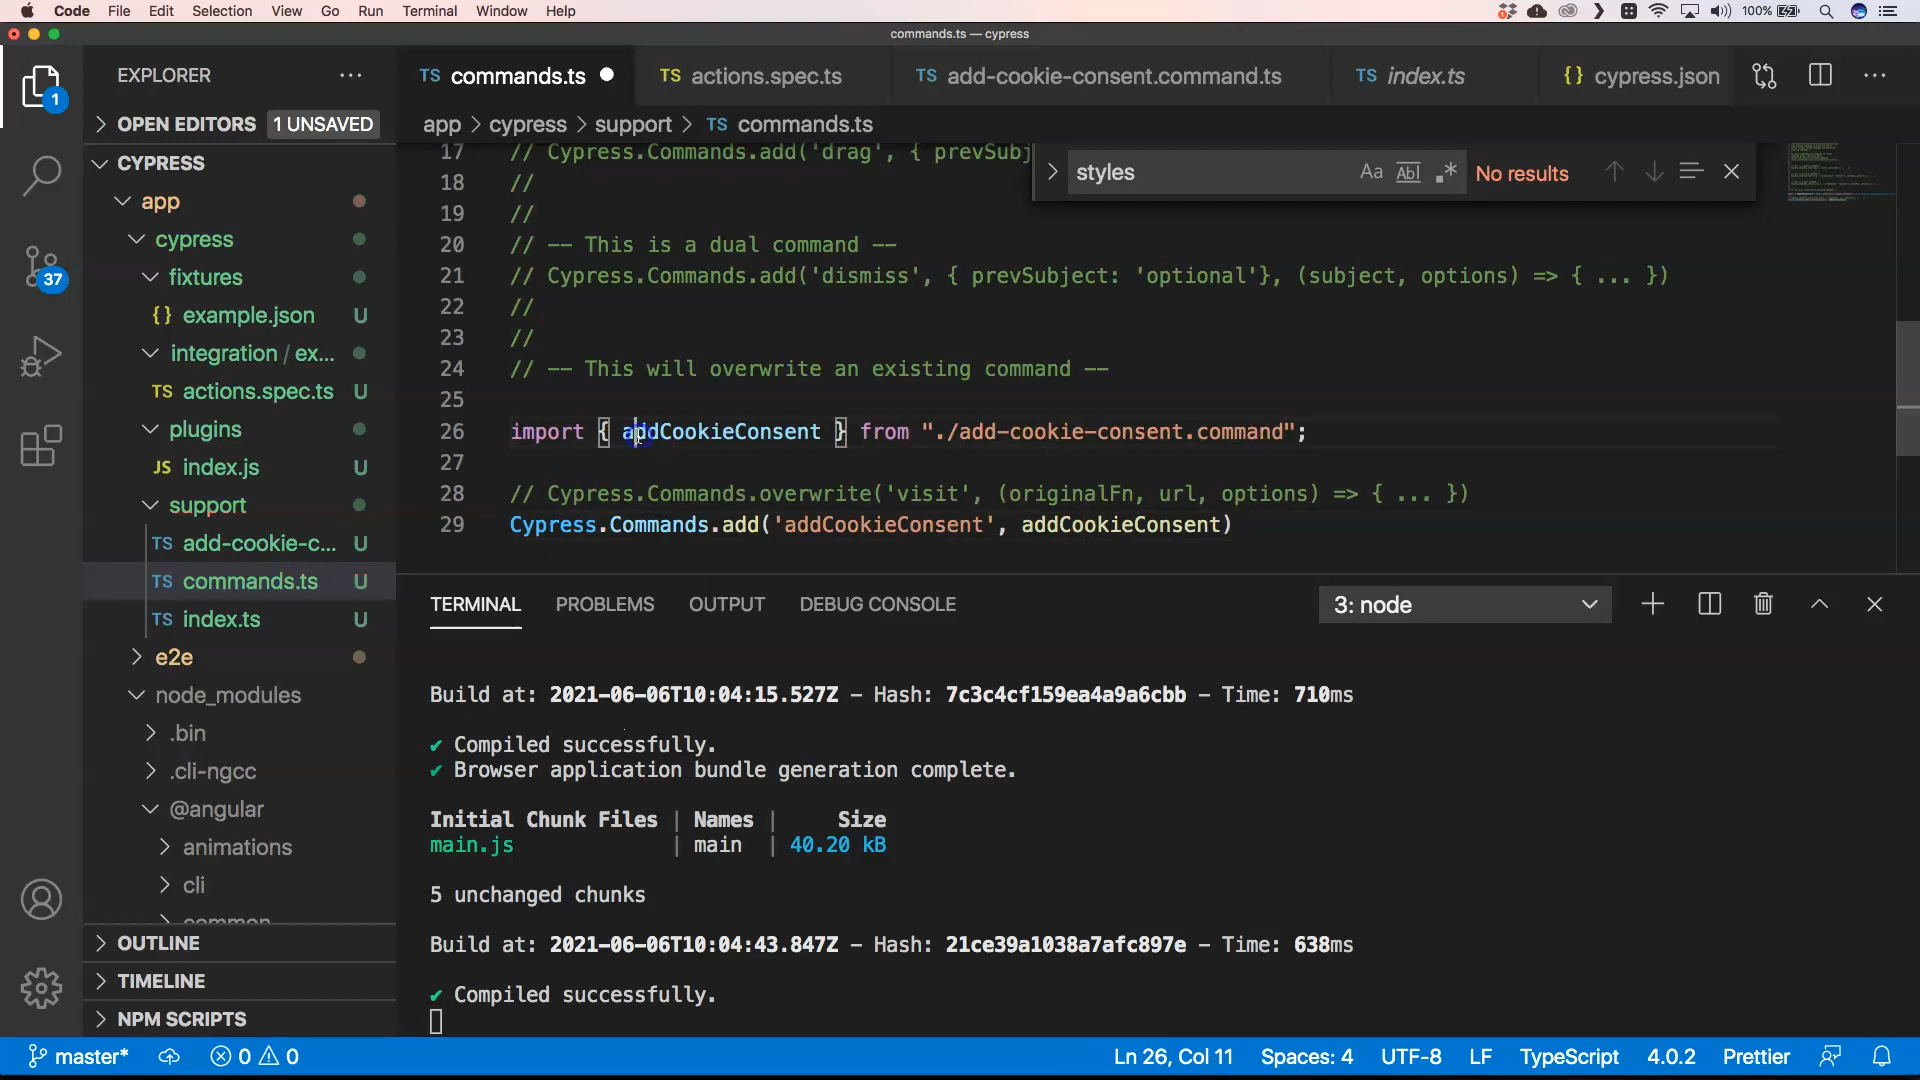 Code File Edit Selection View Go Run Terminal Window Help 100%
commands.ts — cypress
EXPLORER
TS commands.ts
TS actions.spec.ts
TS add-cookie-consent.command.ts
TS index.ts
{} cypress.json
OPEN EDITORS 1 UNSAVED
app > cypress > support > TS commands.ts
CYPRESS
styles
Aa Abl .* No results
app
cypress
fixtures
{} example.json U
integration / ex...
TS actions.spec.ts U
plugins
JS index.js U
support
TS add-cookie-c... U
TS commands.ts U
TS index.ts U
e2e
node_modules
.bin
.cli-ngcc
@angular
animations
cli
common
OUTLINE
TIMELINE
NPM SCRIPTS
1
37
17 // Cypress.Commands.add('drag', { prevSubj
18 //
19 //
20 // -- This is a dual command --
21 // Cypress.Commands.add('dismiss', { prevSubject: 'optional'}, (subject, options) => { ... })
22 //
23 //
24 // -- This will overwrite an existing command --
25
26 import { addCookieConsent } from "./add-cookie-consent.command";
27
28 // Cypress.Commands.overwrite('visit', (originalFn, url, options) => { ... })
29 Cypress.Commands.add('addCookieConsent', addCookieConsent)
TERMINAL PROBLEMS OUTPUT DEBUG CONSOLE 3: node
Build at: 2021-06-06T10:04:15.527Z - Hash: 7c3c4cf159ea4a9a6cbb - Time: 710ms
✔ Compiled successfully.
✔ Browser application bundle generation complete.
Initial Chunk Files | Names | Size
main.js | main | 40.20 kB
5 unchanged chunks
Build at: 2021-06-06T10:04:43.847Z - Hash: 21ce39a1038a7afc897e - Time: 638ms
✔ Compiled successfully.
master* 0 0 Ln 26, Col 11 Spaces: 4 UTF-8 LF TypeScript 4.0.2 Prettier